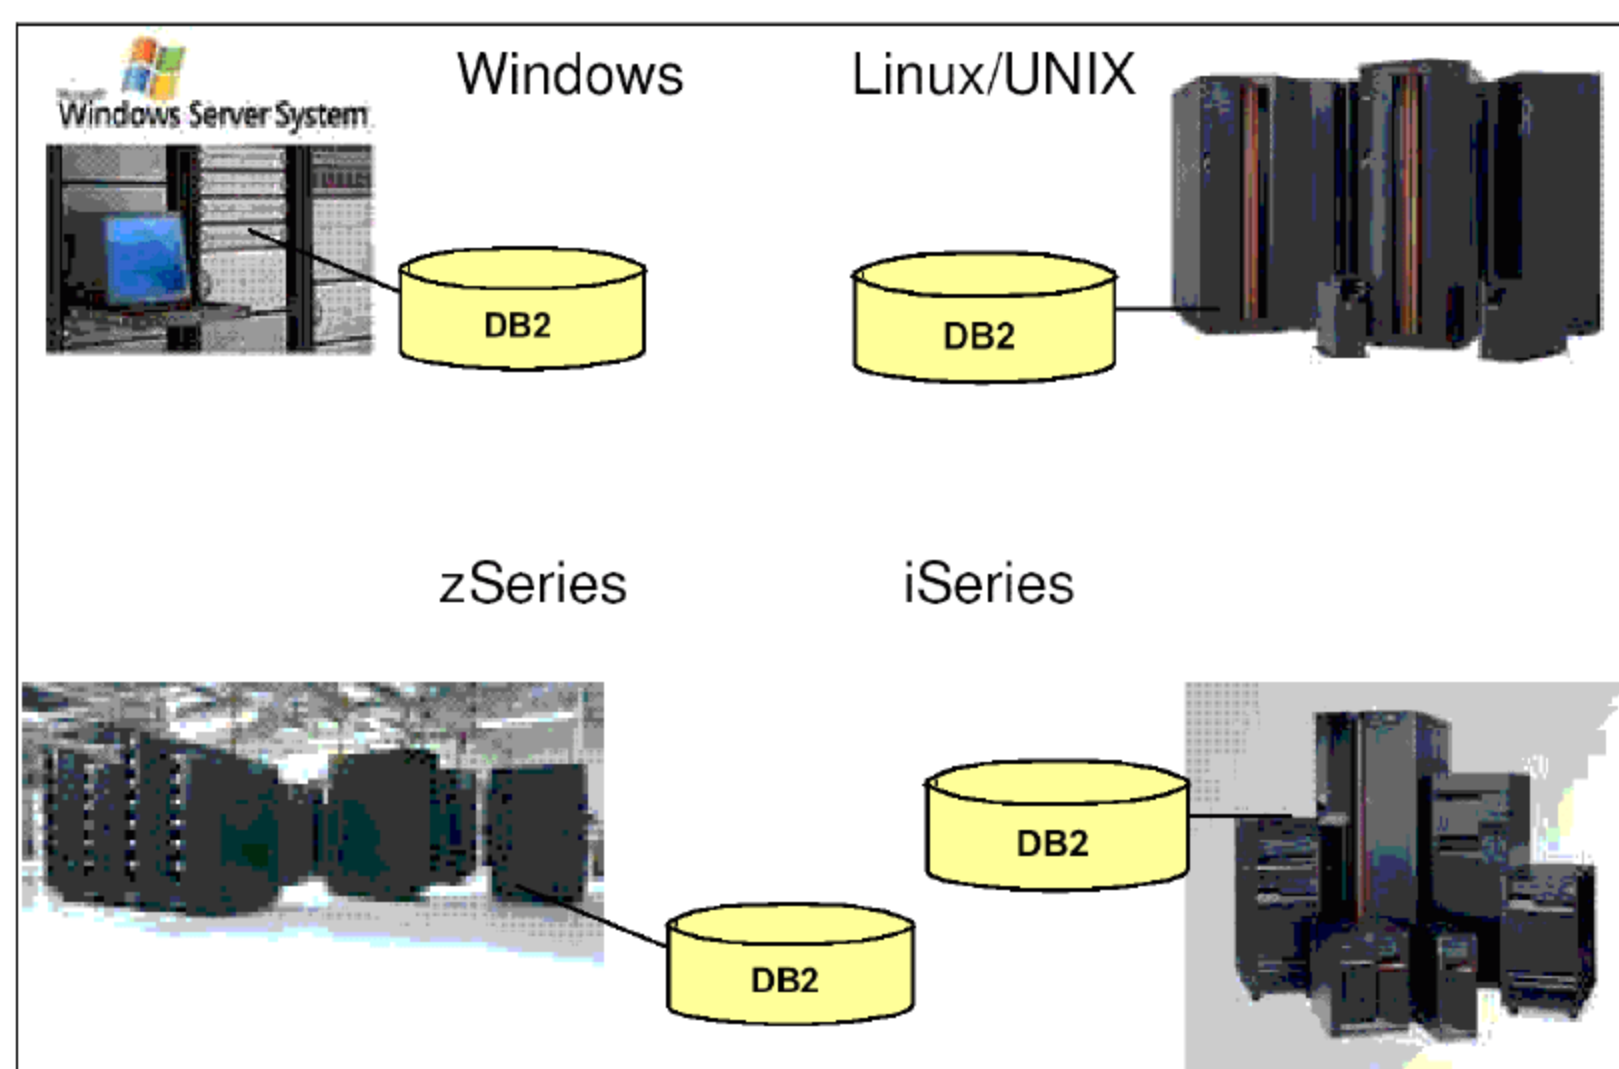 Windows
Linux/UNIX
Windows Server System
DB2
DB2
zSeries
iSeries
DB2
DB2